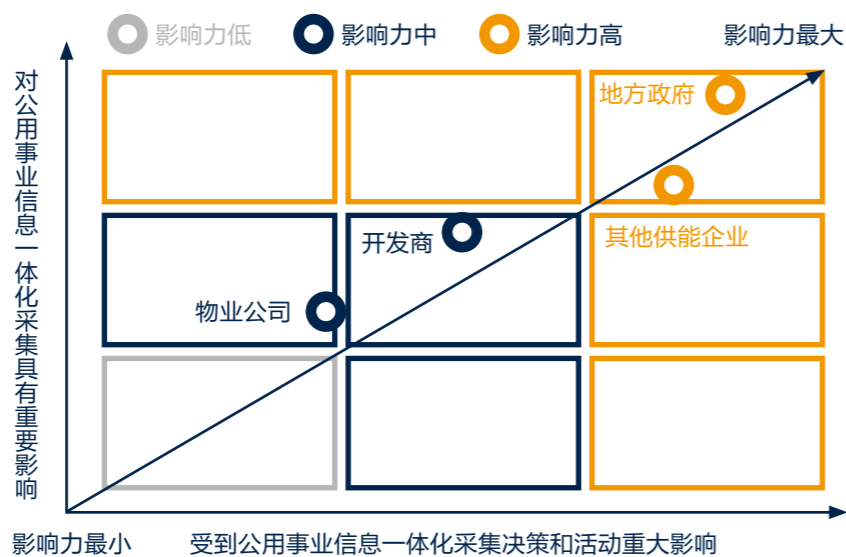 影响力低
影响力中
影响力高
影响力最大
对公用事业信息一体化采集具有重要影响
地方政府
其他供能企业
开发商
物业公司
影响力最小
受到公用事业信息一体化采集决策和活动重大影响